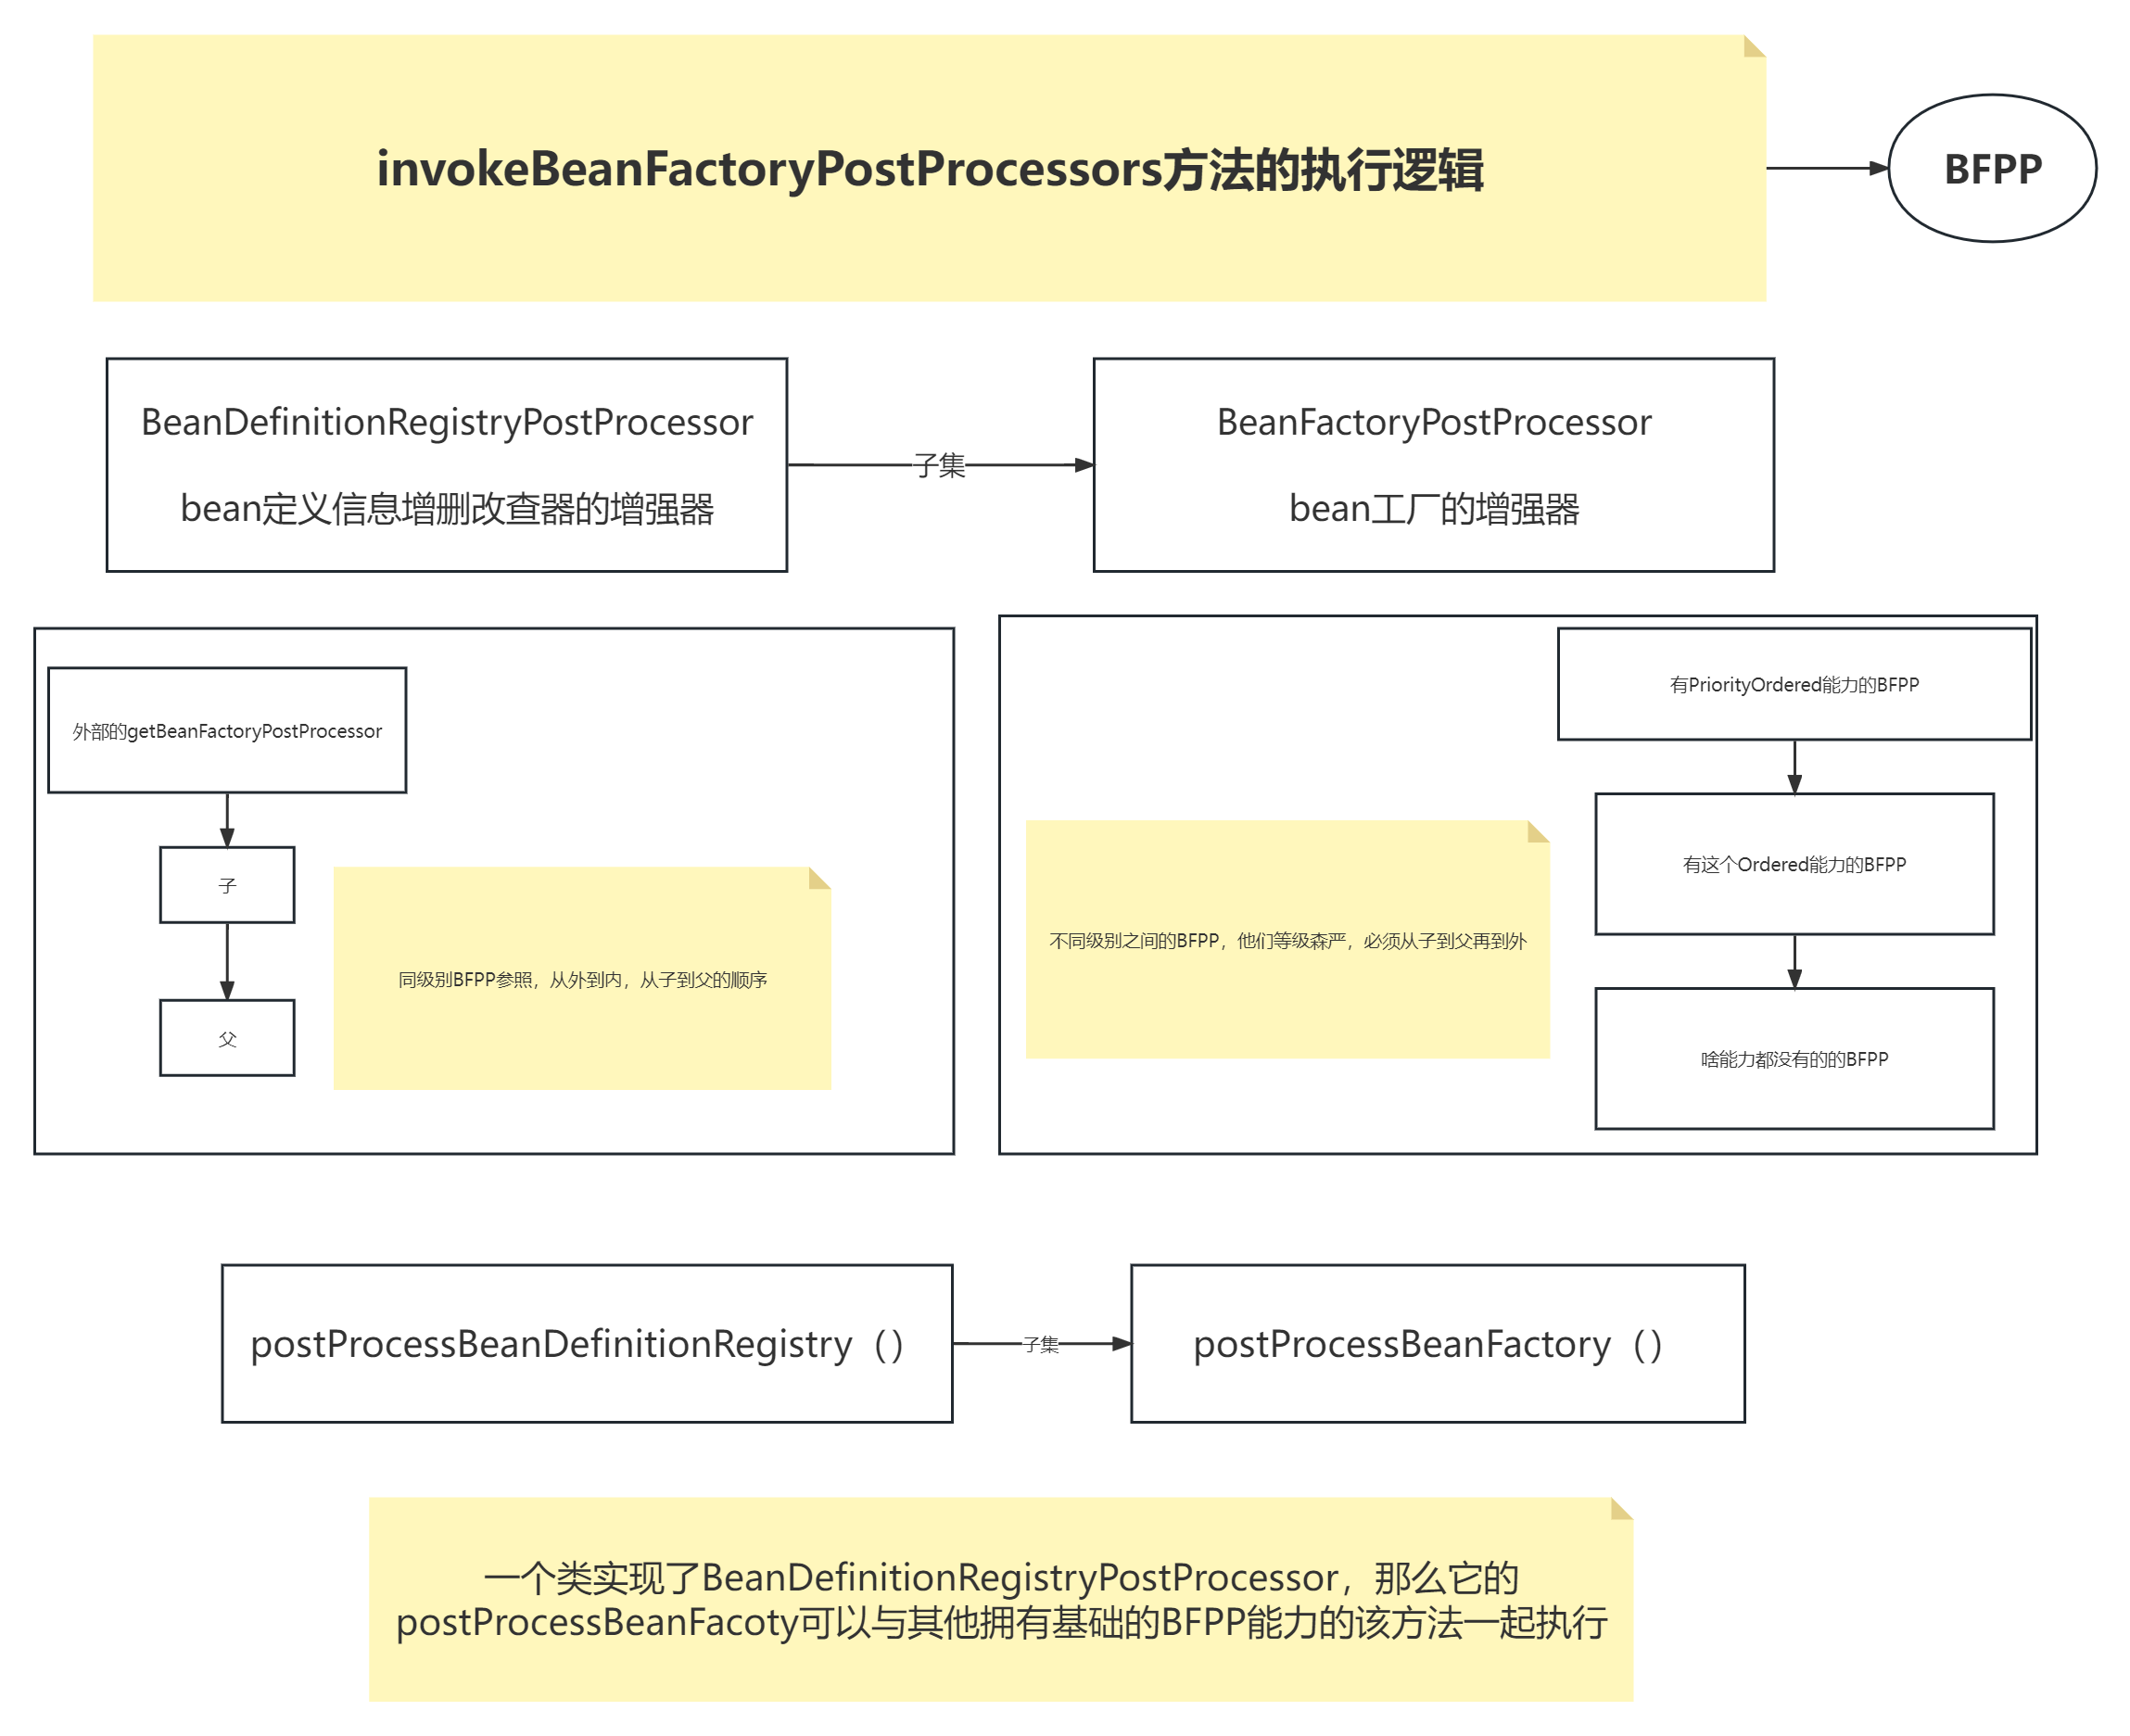 invokeBeanFactoryPostProcessors方法的执行逻辑
BFPP
BeanDefinitionRegistryPostProcessor
bean定义信息增删改查器的增强器
子集
BeanFactoryPostProcessor
bean工厂的增强器
外部的getBeanFactoryPostProcessor
子
父
同级别BFPP参照，从外到内，从子到父的顺序
有PriorityOrdered能力的BFPP
有这个Ordered能力的BFPP
啥能力都没有的的BFPP
不同级别之间的BFPP，他们等级森严，必须从子到父再到外
postProcessBeanDefinitionRegistry（）
子集
postProcessBeanFactory（）
一个类实现了BeanDefinitionRegistryPostProcessor，那么它的
postProcessBeanFacoty可以与其他拥有基础的BFPP能力的该方法一起执行